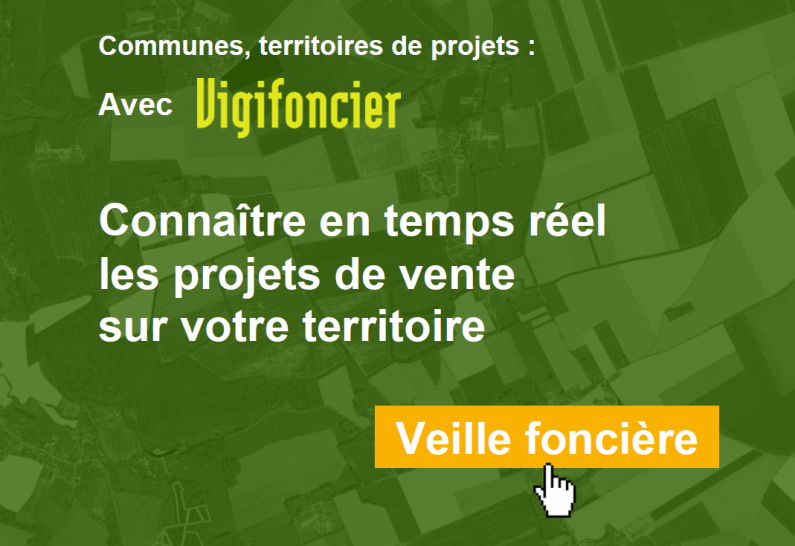 Communes, territoires de projets :
Avec Vigifoncier
Connaître en temps réel
les projets de vente
sur votre territoire
Veille foncière